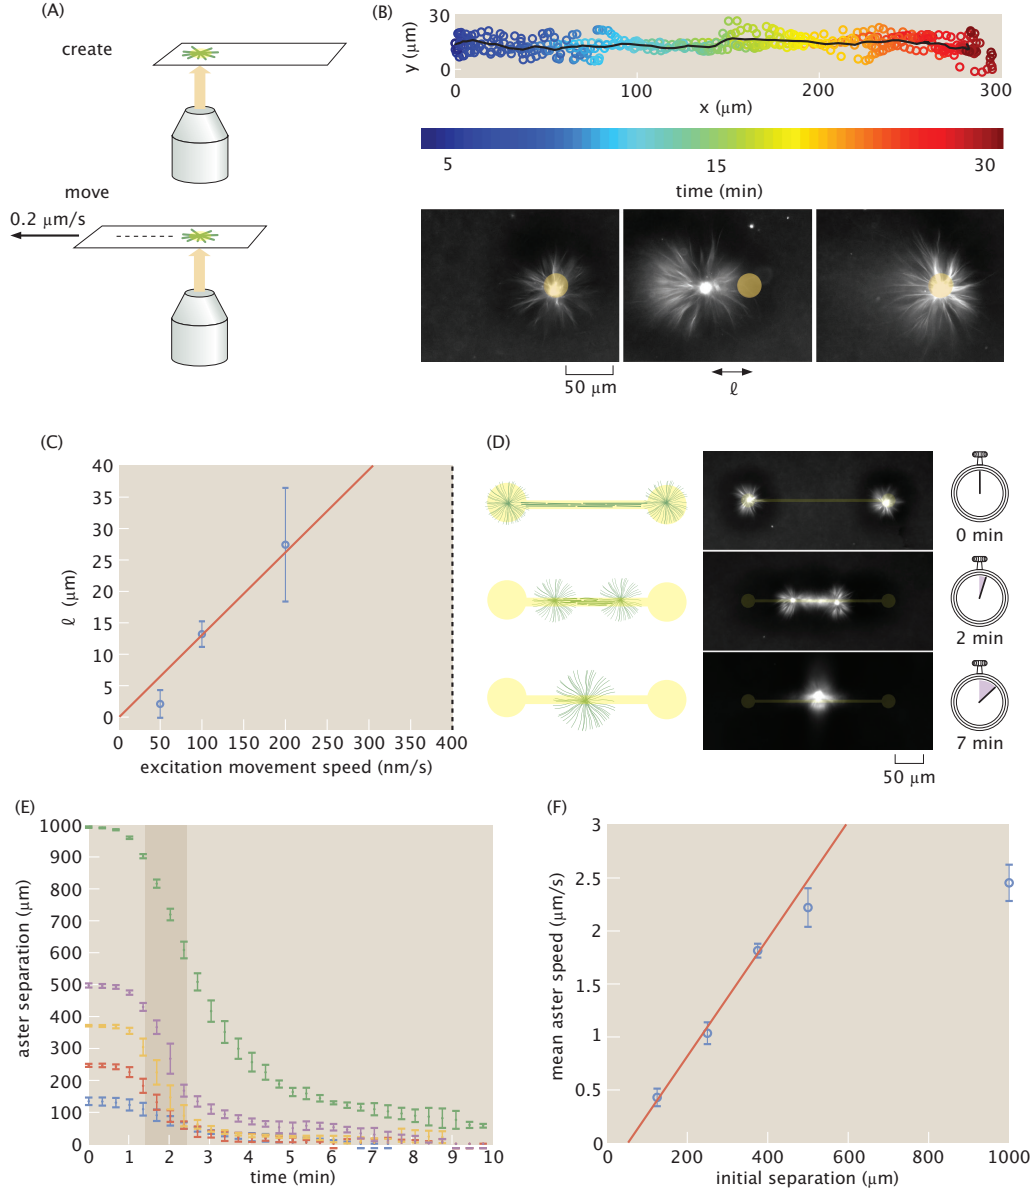 (A)
create
move
0.2 μm/s
(B)
y (μm)
30
0
0 100 200 300
x (μm)
5 15 30
time (min)
50 μm
ℓ
(C)
ℓ (μm)
40
35
30
25
20
15
10
5
0
0 50 100 150 200 250 300 350 400
excitation movement speed (nm/s)
(D)
0 min
2 min
7 min
50 μm
(E)
aster separation (μm)
1000
900
800
700
600
500
400
300
200
100
0
0 1 2 3 4 5 6 7 8 9 10
time (min)
(F)
mean aster speed (μm/s)
3
2.5
2
1.5
1
0.5
0
0 200 400 600 800 1000
initial separation (μm)